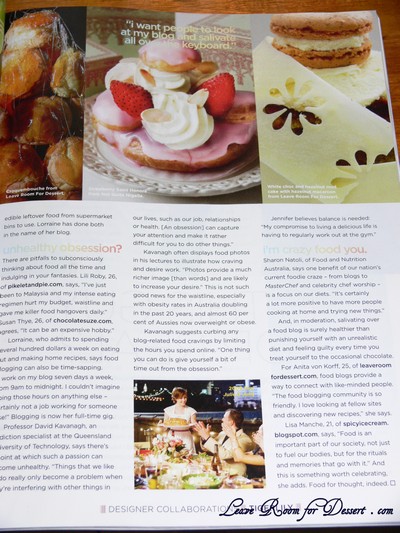 "i want people to look
at my blog and salivate
all over the keyboard."
Croquembouche from
Leave Room For Dessert.
White choc and
Leave Room For Dessert.
edible leftover food from supermarket
bins to use. Lorraine has done both
in the name of her blog.
unhealthy obsession?
There are pitfalls to subconsciously
thinking about food all the time and
indulging in your fantasies. Lili Roby, 26,
of pikeletandpie.com, says, "I've just
been to Malaysia and my intense eating
regimen hurt my budget, waistline and
gave me killer food hangovers daily."
Susan Thye, 26, of chocolatesuze.com,
agrees, "It can be an expensive hobby."
Lorraine, who admits to spending
several hundred dollars a week on eating
out and making home recipes, says food
blogging can also be time-sapping.
work on my blog seven days a week,
from 9am to midnight. I couldn't imagine
doing those hours on anything else –
certainly not a job working for someone
else!" Blogging is now her full-time gig.
Professor David Kavanagh, an
addiction specialist at the Queensland
University of Technology, says there's
point at which such a passion can
become unhealthy. "Things that we like
do really only become a problem when
they're interfering with other things in
our lives, such as our job, relationships
or health. [An obsession] can capture
your attention and make it rather
difficult for you to do other things."
Kavanagh often displays food photos
in his lectures to illustrate how craving
and desire work. "Photos provide a much
richer image [than words] and are likely
to increase your desire." This is not such
good news for the waistline, especially
with obesity rates in Australia doubling
in the past 20 years, and almost 60 per
cent of Aussies now overweight or obese.
Kavanagh suggests curbing any
blog-related food cravings by limiting
the hours you spend online. "One thing
you can do is give yourself a bit of
time out from the obsession."
Jennifer believes balance is needed:
"My compromise to living a delicious life is
having to regularly work out at the gym."
i'm crazy food you.
Sharon Natoli, of Food and Nutrition
Australia, says one benefit of our nation's
current foodie craze – from blogs to
MasterChef and celebrity chef worship –
is a focus on our diets. "It's certainly
a lot more positive to have more people
cooking at home and trying new things."
And, in moderation, salivating over
a food blog is surely healthier than
punishing yourself with an unrealistic
diet and feeling guilty every time you
treat yourself to the occasional chocolate.
For Anita von Korff, 25, of leaveroom
fordessert.com, food blogs provide a
way to connect with like-minded people.
"The food blogging community is so
friendly. I love looking at fellow sites
and discovering new recipes," she says.
Lisa Manche, 21, of spicyicecream.
blogspot.com, says, "Food is an
important part of our society, not just
to fuel our bodies, but for the rituals
and memories that go with it." And
this is something worth celebrating,
she adds. Food for thought, indeed.
DESIGNER COLLABORATION
Leave Room for Dessert . com